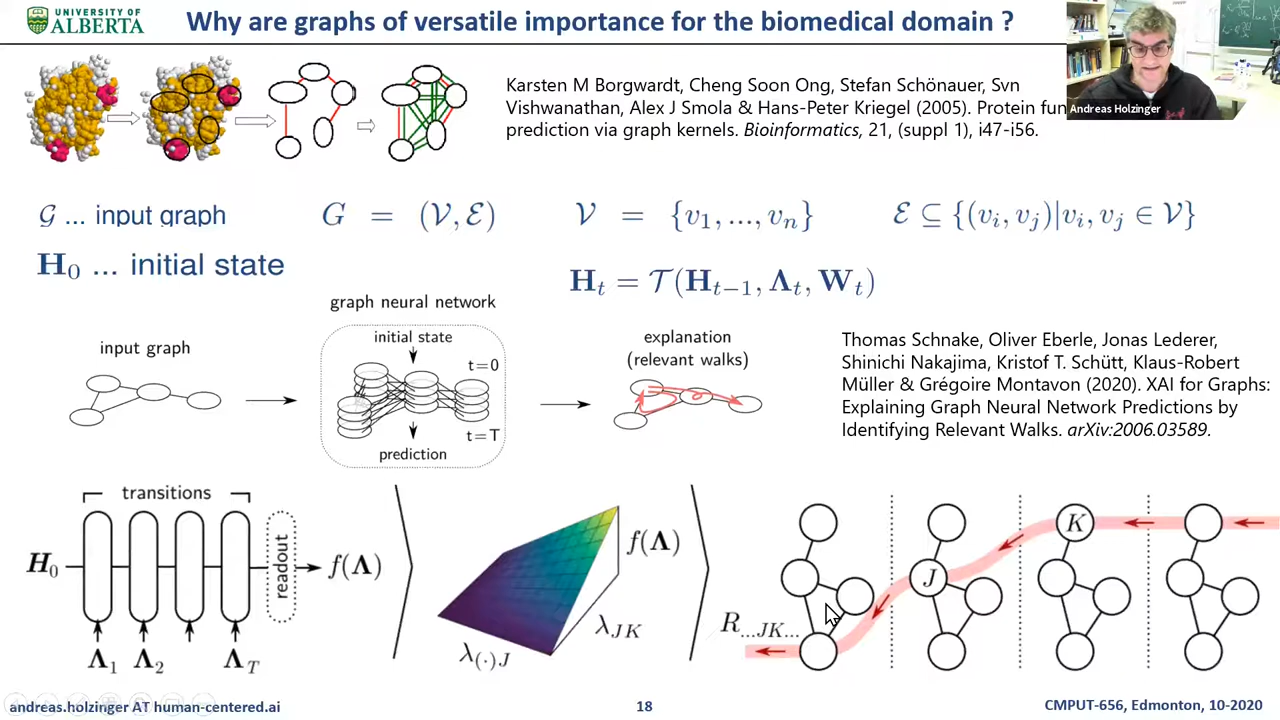 UNIVERSITY OF
ALBERTA
Why are graphs of versatile importance for the biomedical domain ?
Andreas Holzinger
Karsten M Borgwardt, Cheng Soon Ong, Stefan Schönauer, Svn
Vishwanathan, Alex J Smola & Hans-Peter Kriegel (2005). Protein fun
prediction via graph kernels. Bioinformatics, 21, (suppl 1), i47-i56.
𝒢 ... input graph
G = (𝒱, ℰ)
𝒱 = {v₁, ..., vₙ}
ℰ ⊆ {(vᵢ, vⱼ)|vᵢ, vⱼ ∈ 𝒱}
H₀ ... initial state
Hₜ = 𝒯(Hₜ₋₁, Λₜ, Wₜ)
input graph
graph neural network
initial state
t=0
t=T
prediction
explanation
(relevant walks)
Thomas Schnake, Oliver Eberle, Jonas Lederer,
Shinichi Nakajima, Kristof T. Schütt, Klaus-Robert
Müller & Grégoire Montavon (2020). XAI for Graphs:
Explaining Graph Neural Network Predictions by
Identifying Relevant Walks. arXiv:2006.03589.
transitions
H₀
readout
f(Λ)
Λ₁ Λ₂ Λ_T
f(Λ)
λ_JK
λ_(·)J
R...JK...
J
K
andreas.holzinger AT human-centered.ai
18
CMPUT-656, Edmonton, 10-2020